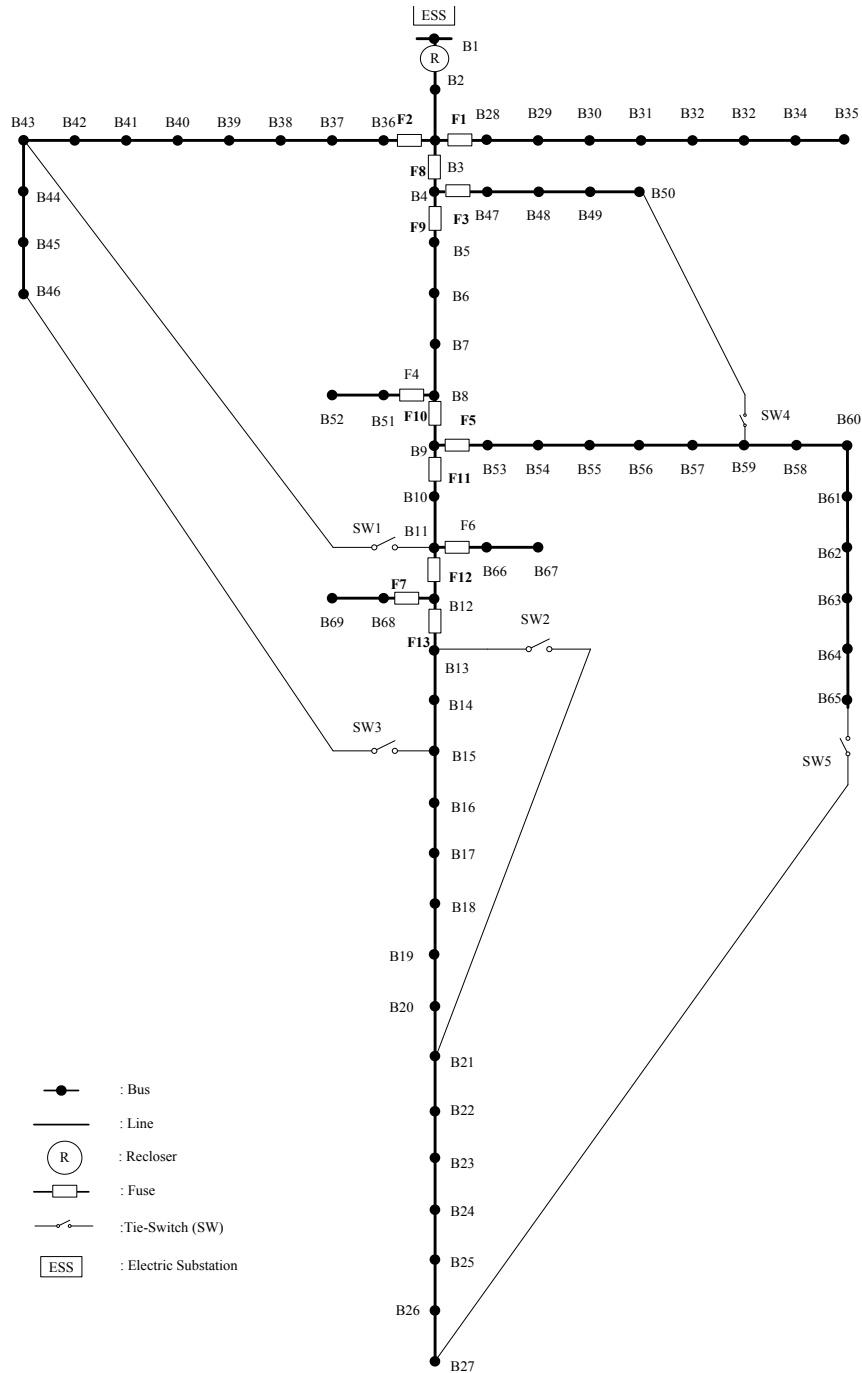 ESS
B1
R
B2
B43 B42 B41 B40 B39 B38 B37 B36 F2 F1 B28 B29 B30 B31 B32 B32 B34 B35
F8 B3
B44 B4 F9 F3 B47 B48 B49 B50
B45 B5
B46 B6
B7
F4 B8
B52 B51 F10 F5 SW4 B60
B9 B53 B54 B55 B56 B57 B59 B58
F11
B10 B61
SW1 B11 F6
F12 B66 B67 B62
F7 B12 B63
B69 B68 SW2
F13 B13 B64
B14 B65
SW3 B15 SW5
B16
B17
B18
B19
B20
B21
B22
B23
B24
B25
B26
B27
: Bus
: Line
R : Recloser
: Fuse
:Tie-Switch (SW)
ESS : Electric Substation